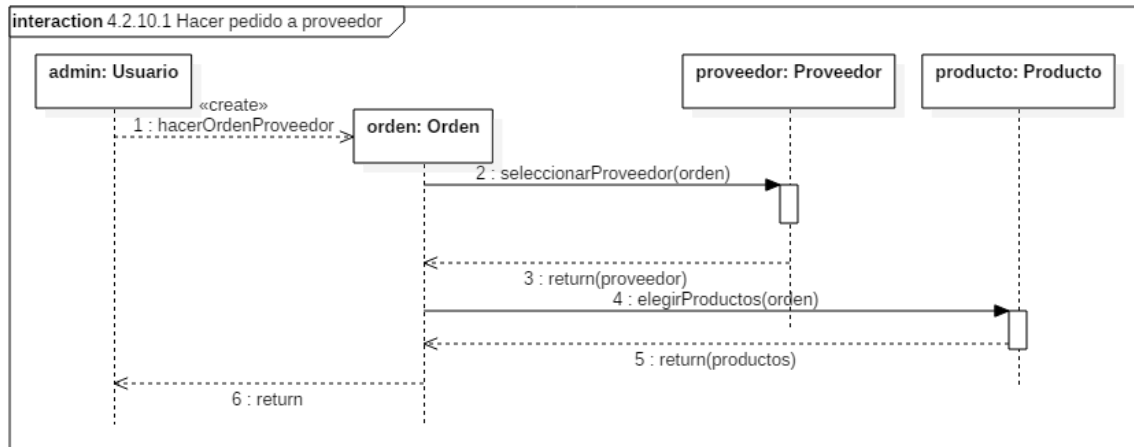 interaction 4.2.10.1 Hacer pedido a proveedor
admin: Usuario
proveedor: Proveedor
producto: Producto
«create»
1 : hacerOrdenProveedor
orden: Orden
2 : seleccionarProveedor(orden)
3 : return(proveedor)
4 : elegirProductos(orden)
5 : return(productos)
6 : return